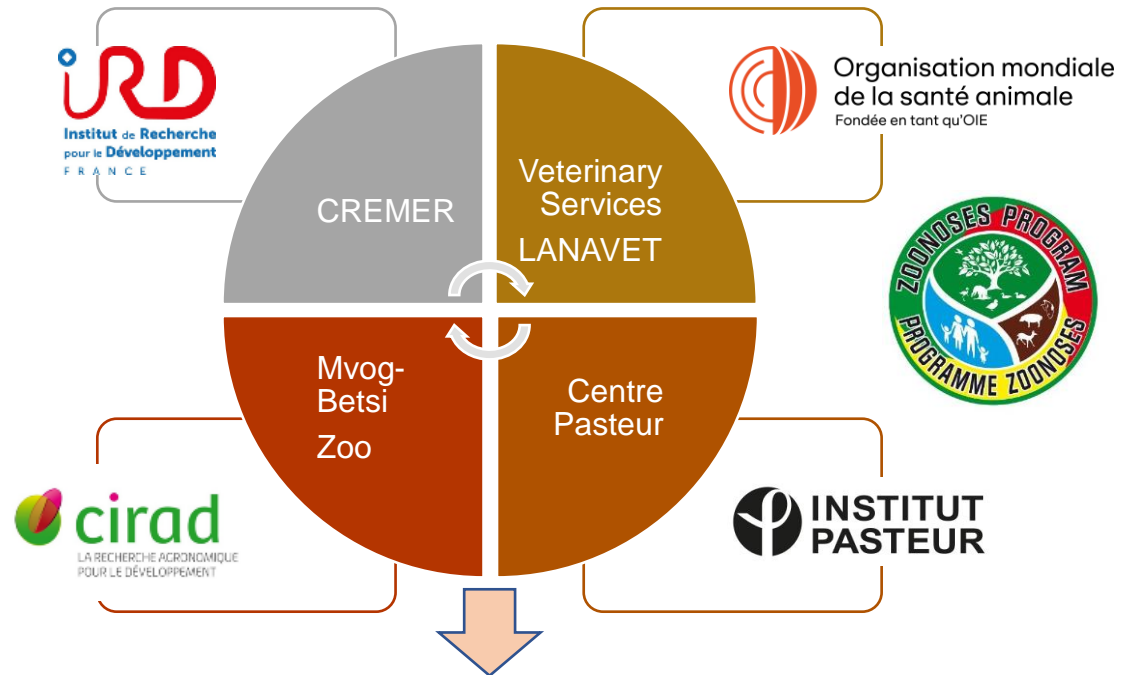 iRD
Institut de Recherche
pour le Développement
FRANCE
CREMER
Veterinary
Services
LANAVET
Organisation mondiale
de la santé animale
Fondée en tant qu'OIE
ZOONOSES PROGRAM
PROGRAMME ZOONOSES
Mvog-
Betsi
Zoo
Centre
Pasteur
cirad
LA RECHERCHE AGRONOMIQUE
POUR LE DÉVELOPPEMENT
INSTITUT
PASTEUR